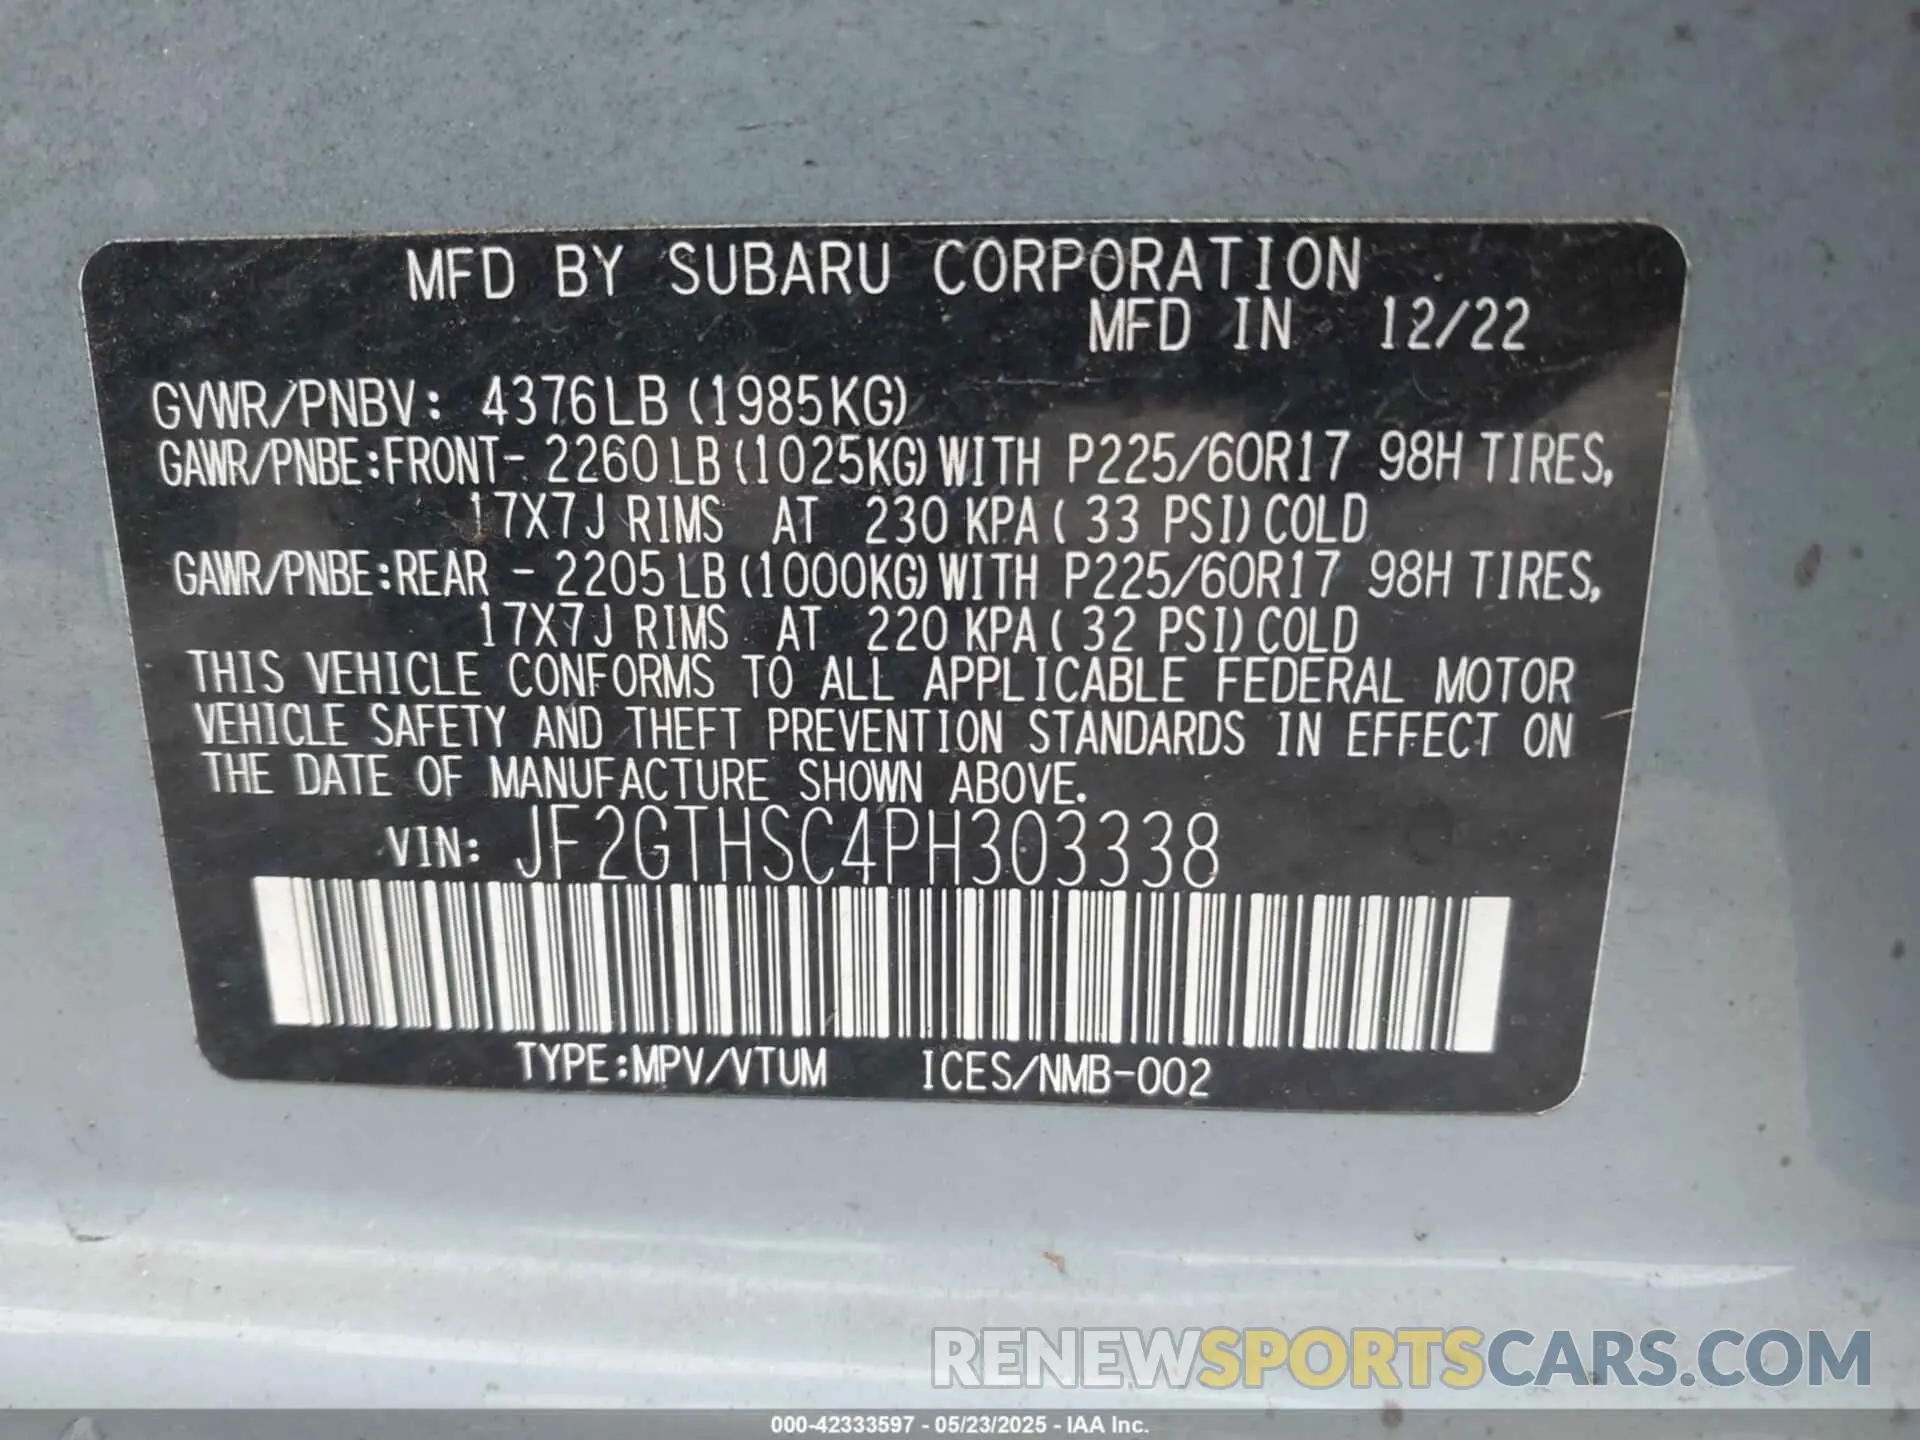 MFD BY SUBARU CORPORATION
MFD IN 12/22
GVWR/PNBV: 4376LB (1985KG)
GAWR/PNBE:FRONT- 2260LB (1025KG) WITH P225/60R17 98H TIRES,
17X7J RIMS AT 230 KPA ( 33 PSI) COLD
GAWR/PNBE:REAR - 2205LB (1000KG) WITH P225/60R17 98H TIRES,
17X7J RIMS AT 220 KPA ( 32 PSI) COLD
THIS VEHICLE CONFORMS TO ALL APPLICABLE FEDERAL MOTOR
VEHICLE SAFETY AND THEFT PREVENTION STANDARDS IN EFFECT ON
THE DATE OF MANUFACTURE SHOWN ABOVE.
VIN: JF2GTHSC4PH303338
TYPE:MPV/VTUM ICES/NMB-002
RENEWSPORTSCARS.COM
000-42333597 - 05/23/2025 - IAA Inc.